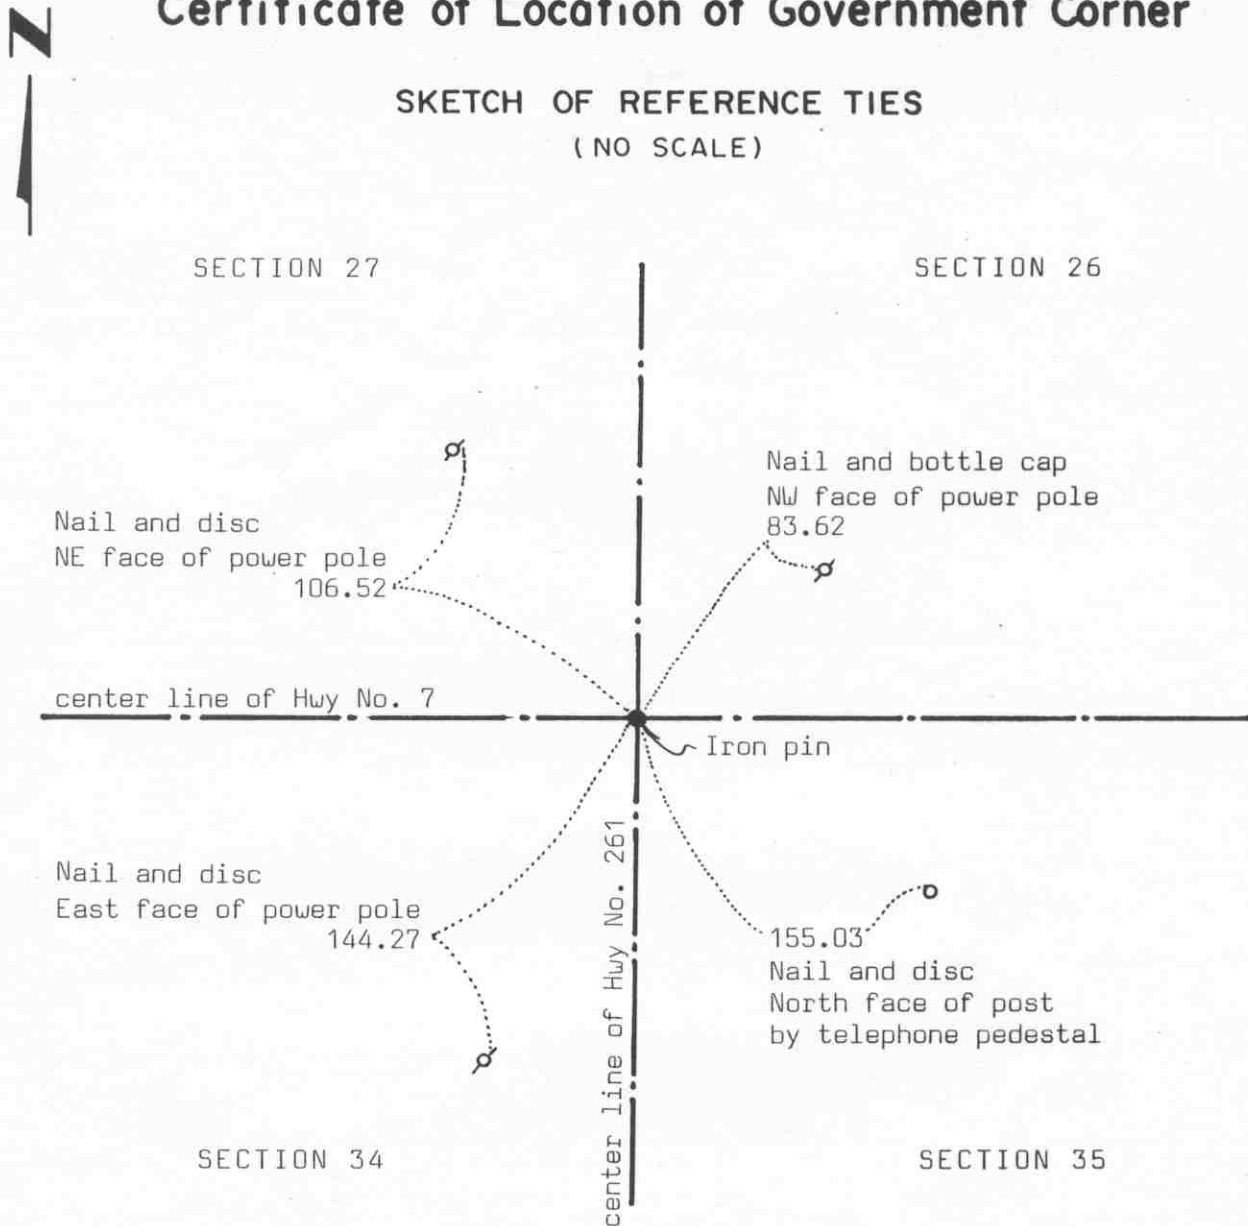 Certificate of Location of Government Corner
N
SKETCH OF REFERENCE TIES
(NO SCALE)
SECTION 27
SECTION 26
Nail and bottle cap
NW face of power pole
83.62
Nail and disc
NE face of power pole
106.52
center line of Hwy No. 7
Iron pin
center line of Hwy No. 261
Nail and disc
East face of power pole
144.27
155.03
Nail and disc
North face of post
by telephone pedestal
SECTION 34
SECTION 35